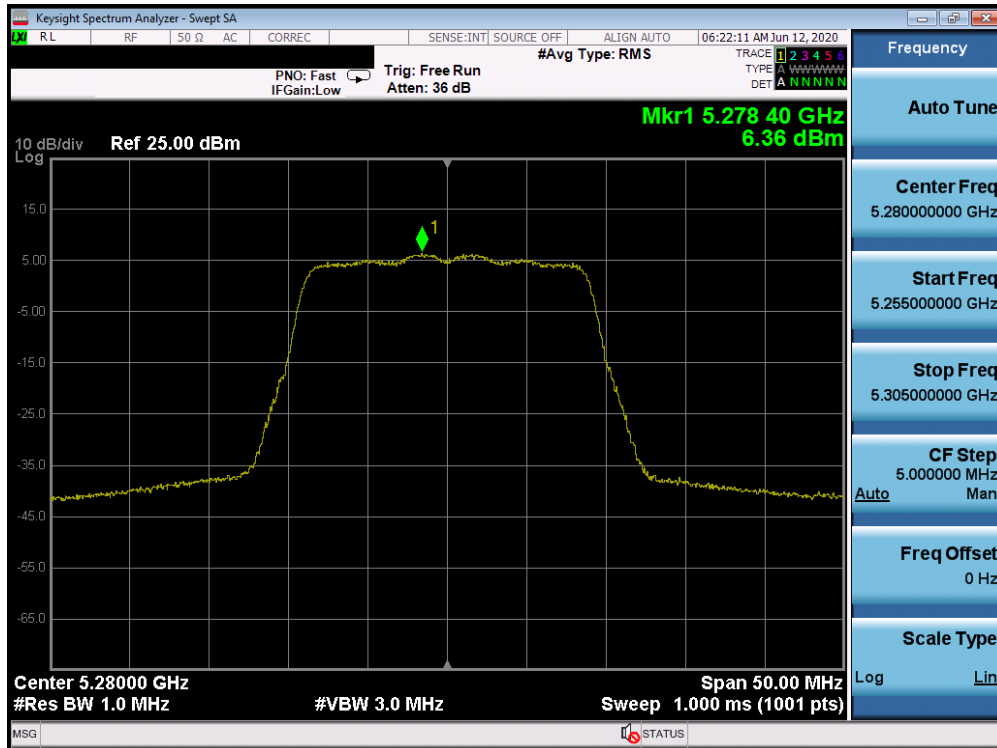 Keysight Spectrum Analyzer - Swept SA
LXI RL RF 50 Ω AC CORREC SENSE:INT SOURCE OFF ALIGN AUTO 06:22:11 AM Jun 12, 2020
#Avg Type: RMS
TRACE 1 2 3 4 5 6
PNO: Fast Trig: Free Run TYPE A WWWWW
IFGain:Low Atten: 36 dB DET A N N N N N
Mkr1 5.278 40 GHz
6.36 dBm
10 dB/div Ref 25.00 dBm
Log
1
15.0
5.00
-5.00
-15.0
-25.0
-35.0
-45.0
-55.0
-65.0
Center 5.28000 GHz Span 50.00 MHz
#Res BW 1.0 MHz #VBW 3.0 MHz Sweep 1.000 ms (1001 pts)
MSG STATUS
Frequency
Auto Tune
Center Freq
5.280000000 GHz
Start Freq
5.255000000 GHz
Stop Freq
5.305000000 GHz
CF Step
5.000000 MHz
Auto Man
Freq Offset
0 Hz
Scale Type
Log Lin